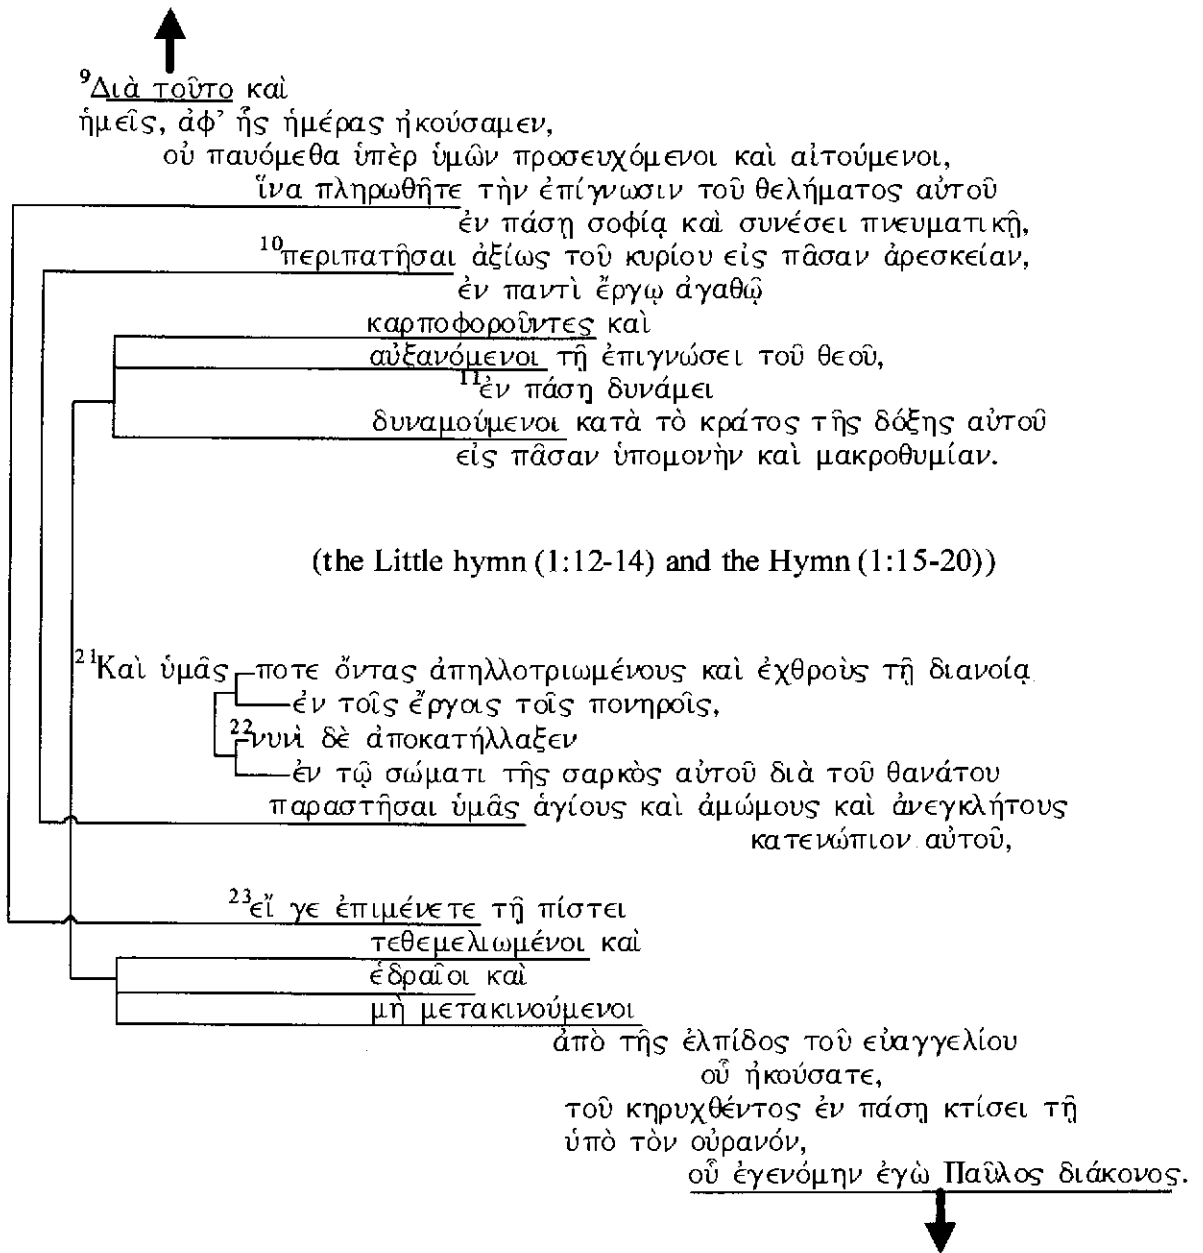 ⁹Διὰ τοῦτο καὶ
ἡμεῖς, ἀφ’ ἧς ἡμέρας ἠκούσαμεν,
οὐ παυόμεθα ὑπὲρ ὑμῶν προσευχόμενοι καὶ αἰτούμενοι,
ἵνα πληρωθῆτε τὴν ἐπίγνωσιν τοῦ θελήματος αὐτοῦ
ἐν πάσῃ σοφίᾳ καὶ συνέσει πνευματικῇ,
¹⁰περιπατῆσαι ἀξίως τοῦ κυρίου εἰς πᾶσαν ἀρεσκείαν,
ἐν παντὶ ἔργῳ ἀγαθῷ
καρποφοροῦντες καὶ
αὐξανόμενοι τῇ ἐπιγνώσει τοῦ θεοῦ,
¹¹ἐν πάσῃ δυνάμει
δυναμούμενοι κατὰ τὸ κράτος τῆς δόξης αὐτοῦ
εἰς πᾶσαν ὑπομονὴν καὶ μακροθυμίαν.
(the Little hymn (1:12-14) and the Hymn (1:15-20))
²¹Καὶ ὑμᾶς ποτε ὄντας ἀπηλλοτριωμένους καὶ ἐχθροὺς τῇ διανοίᾳ
ἐν τοῖς ἔργοις τοῖς πονηροῖς,
²²νυνὶ δὲ ἀποκατήλλαξεν
ἐν τῷ σώματι τῆς σαρκὸς αὐτοῦ διὰ τοῦ θανάτου
παραστῆσαι ὑμᾶς ἁγίους καὶ ἀμώμους καὶ ἀνεγκλήτους
κατενώπιον αὐτοῦ,
²³εἴ γε ἐπιμένετε τῇ πίστει
τεθεμελιωμένοι καὶ
ἑδραῖοι καὶ
μὴ μετακινούμενοι
ἀπὸ τῆς ἐλπίδος τοῦ εὐαγγελίου
οὗ ἠκούσατε,
τοῦ κηρυχθέντος ἐν πάσῃ κτίσει τῇ
ὑπὸ τὸν οὐρανόν,
οὗ ἐγενόμην ἐγὼ Παῦλος διάκονος.